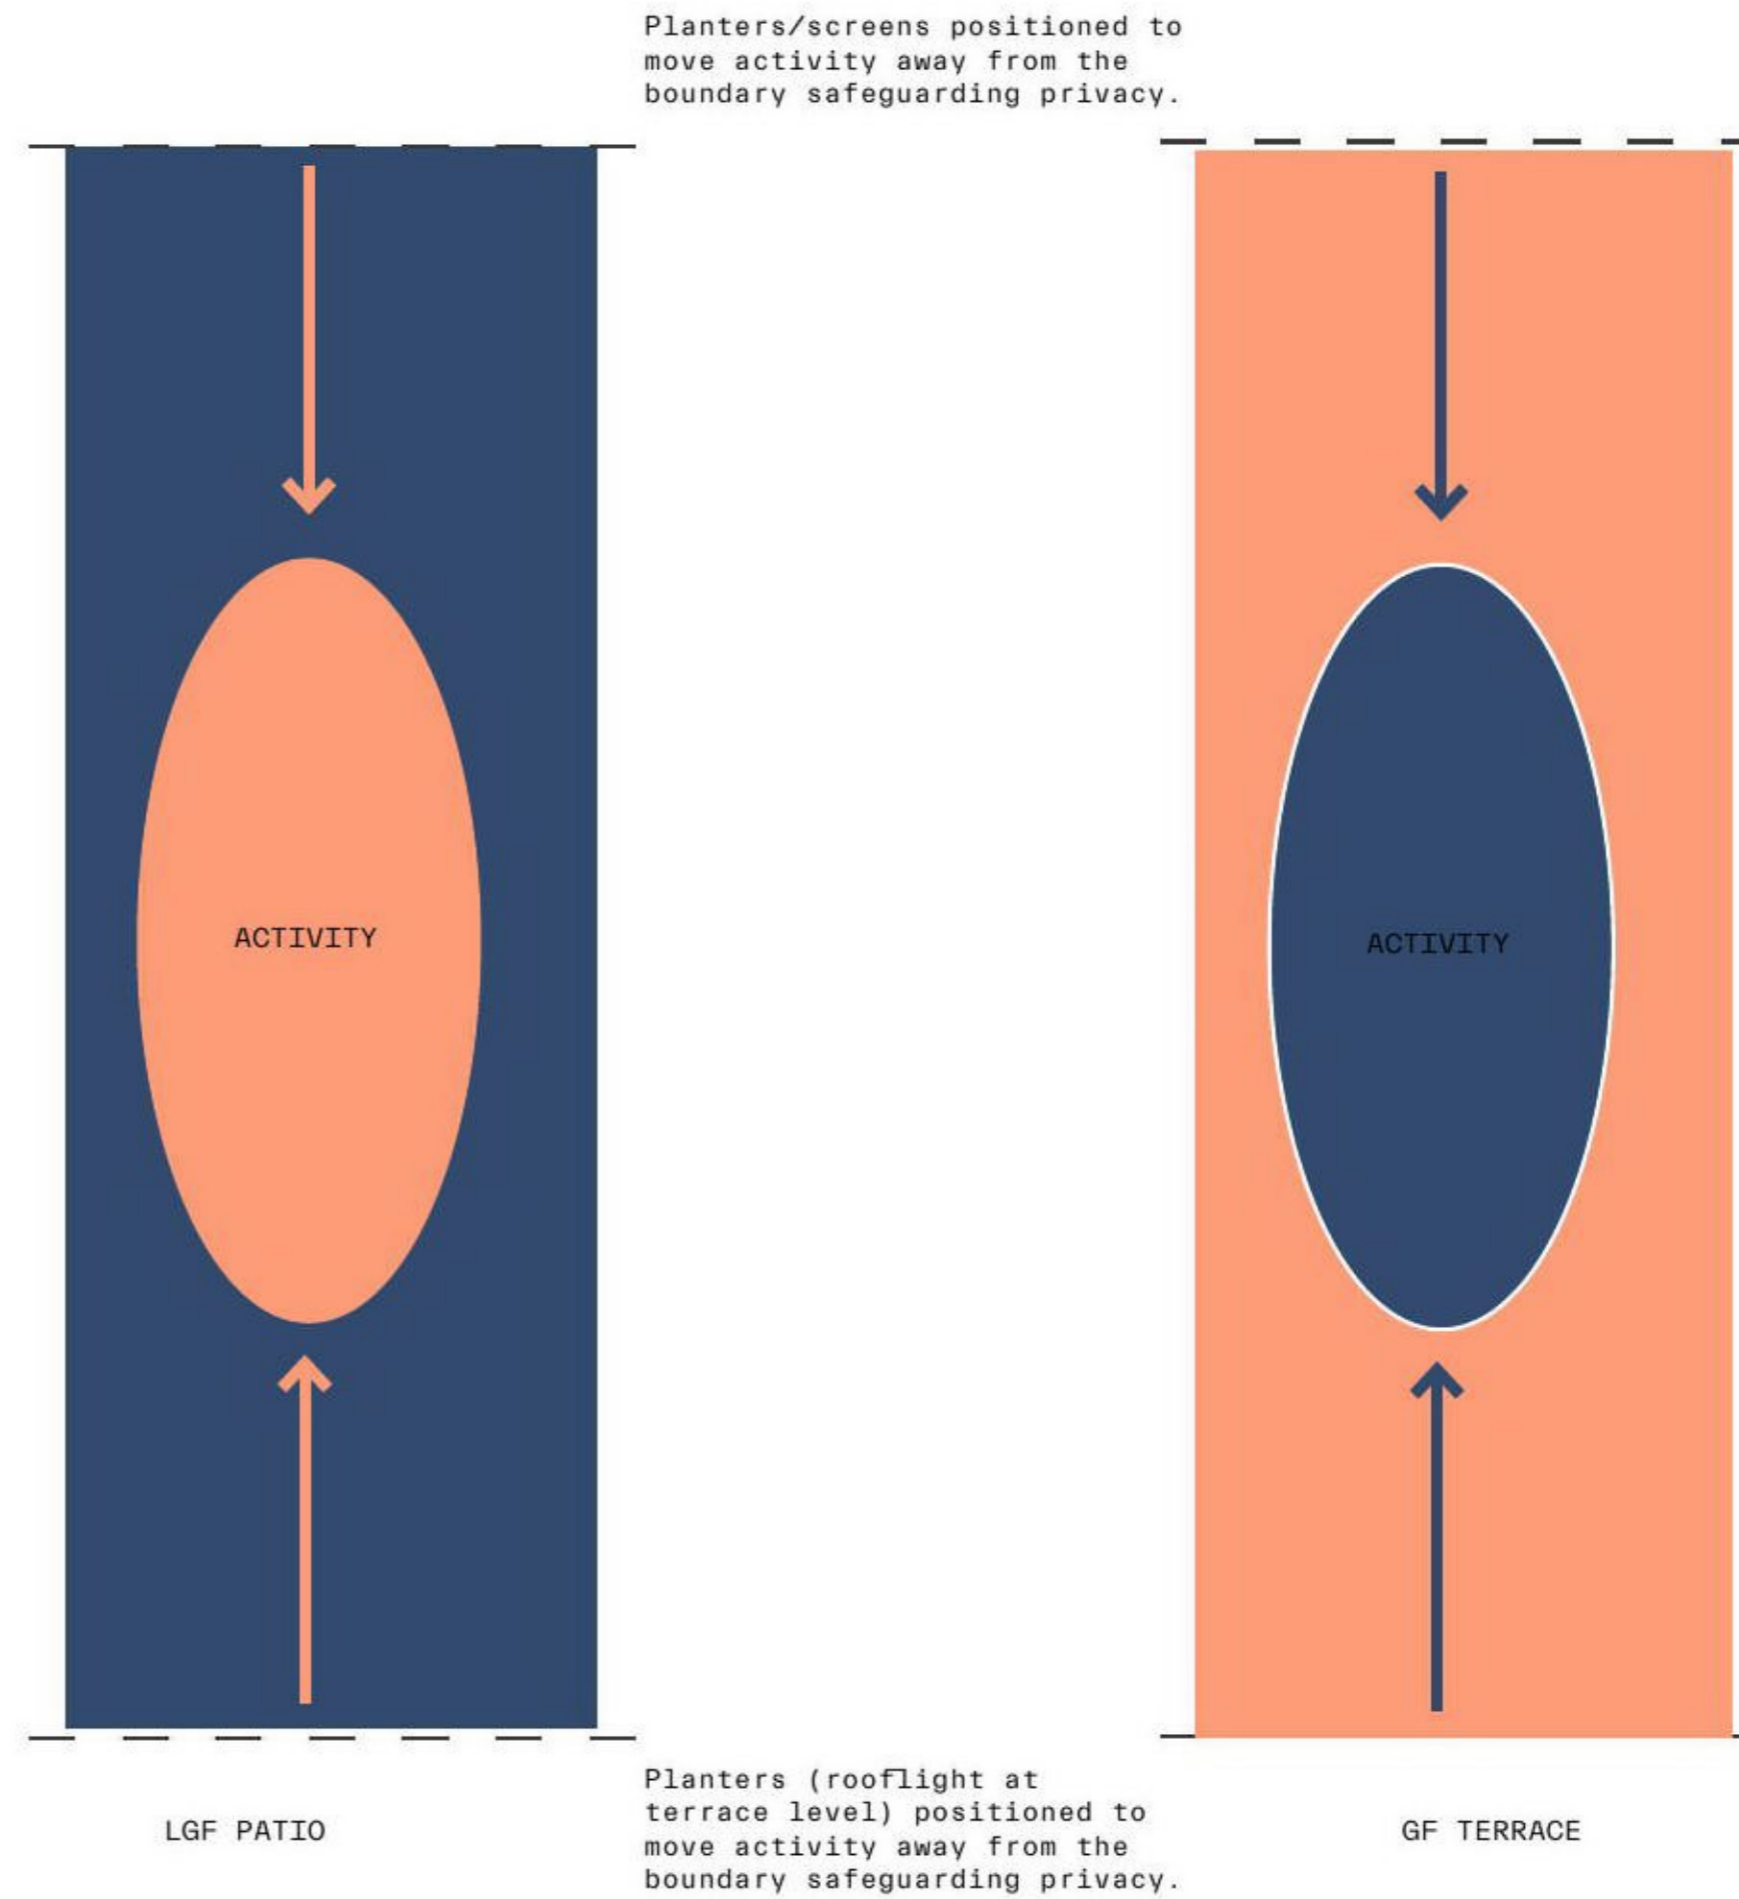 Planters/screens positioned to
move activity away from the
boundary safeguarding privacy.
ACTIVITY
ACTIVITY
Planters (rooflight at
terrace level) positioned to
move activity away from the
boundary safeguarding privacy.
LGF PATIO
GF TERRACE